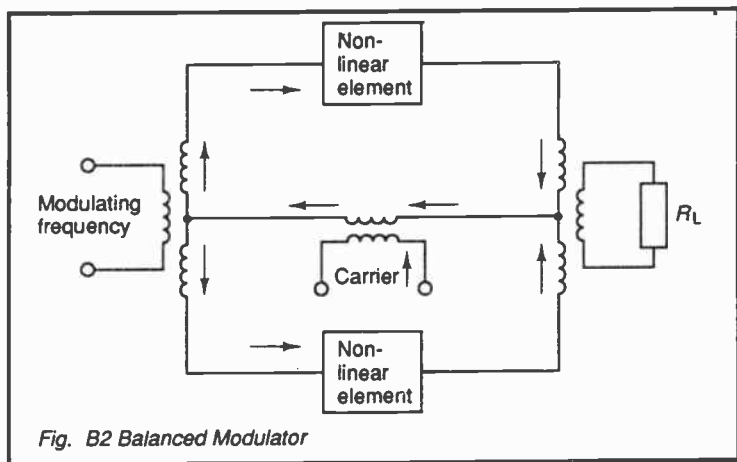 Non-
linear
element
Modulating
frequency
Carrier
R_L
Non-
linear
element
Fig. B2 Balanced Modulator